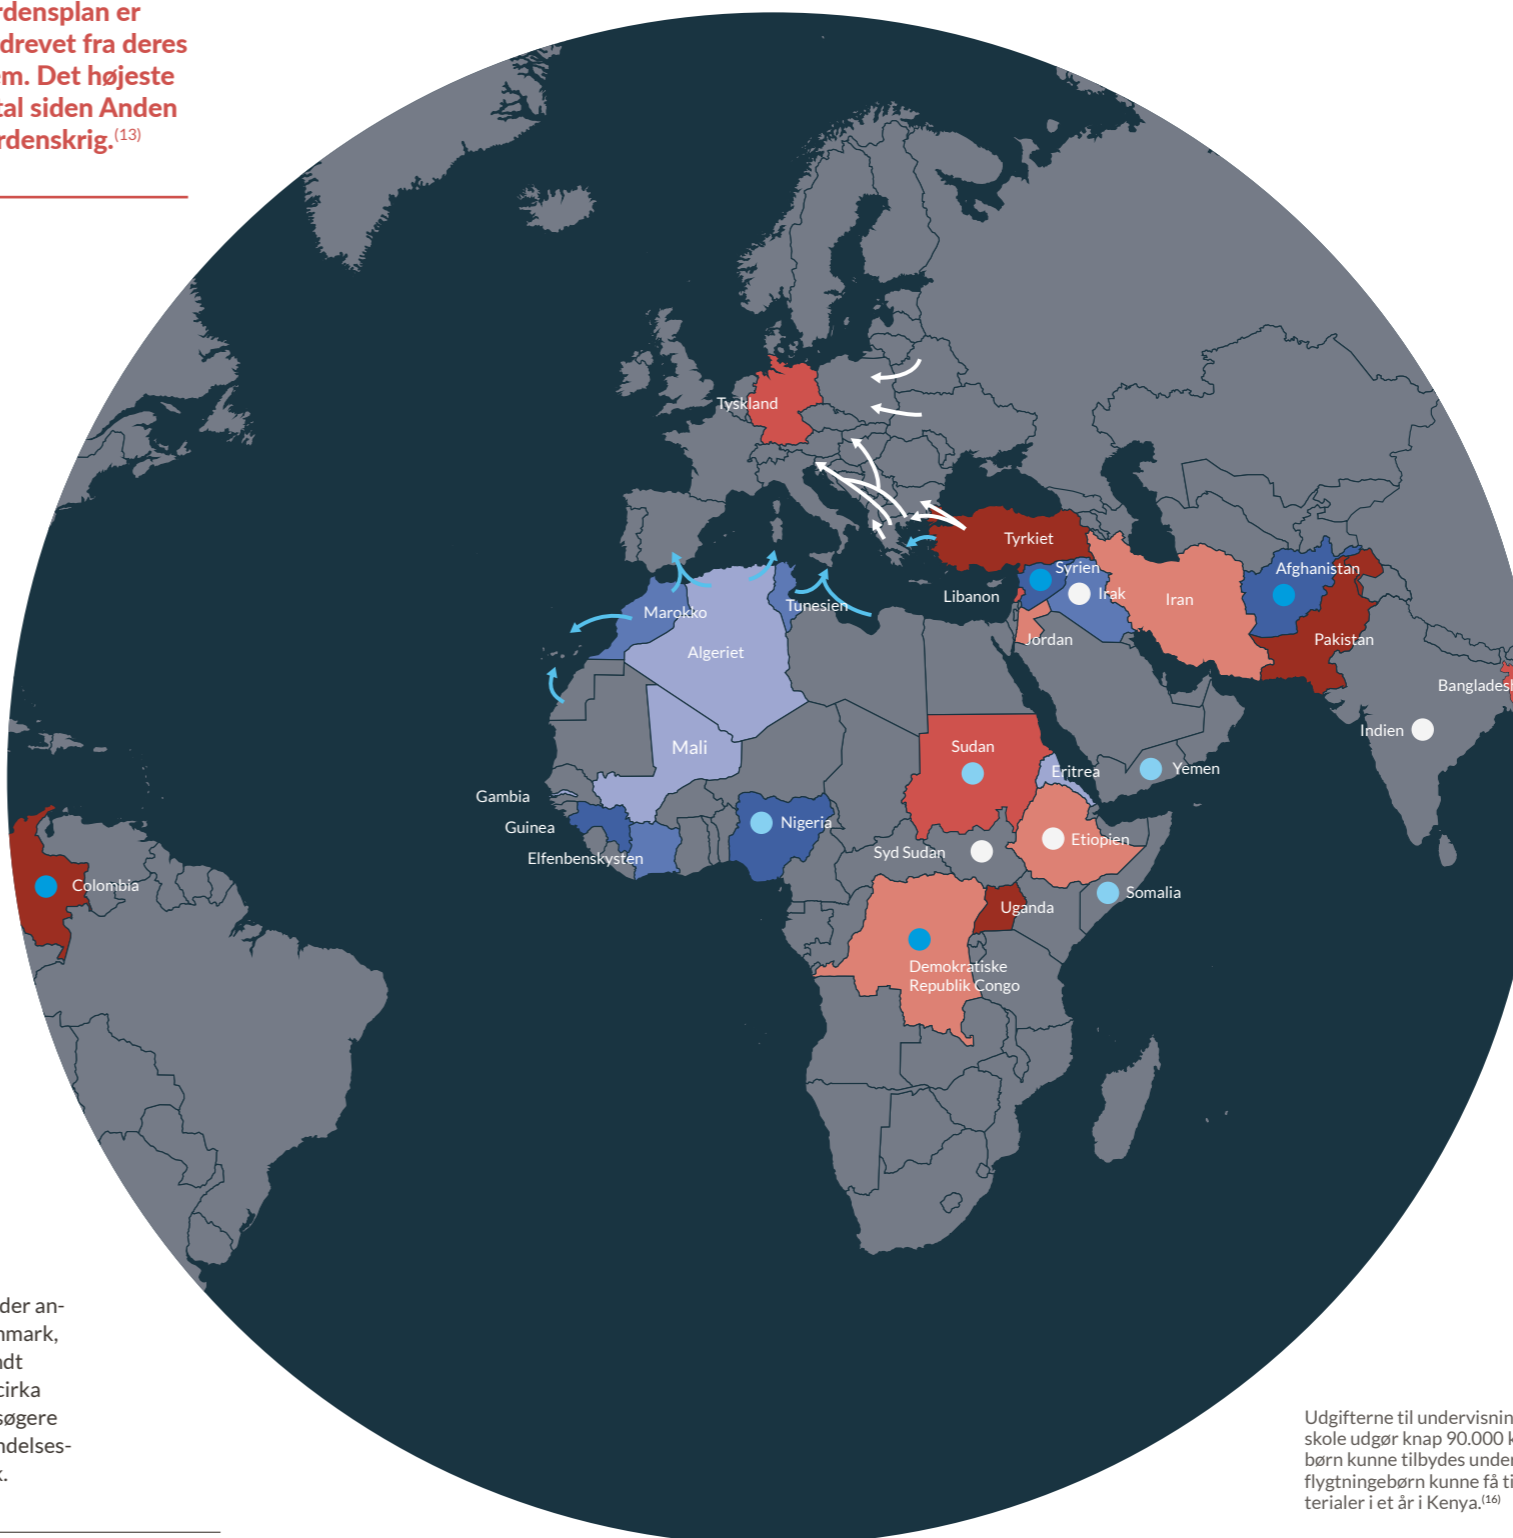 rdensplan er
drevet fra deres
em. Det højeste
tal siden Anden
rdenskrig.(13)
Tyskland
Tyrkiet
Syrien
Afghanistan
Libanon
Irak
Iran
Marokko
Tunesien
Jordan
Pakistan
Algeriet
Bangladesh
Indien
Mali
Sudan
Eritrea
Yemen
Gambia
Guinea
Nigeria
Elfenbenskysten
Syd Sudan
Etiopien
Colombia
Somalia
Uganda
Demokratiske
Republik Congo
der an-
nmark,
ndt
cirka
søgere
ndelses-
k.
Udgifterne til undervisnin
skole udgør knap 90.000 k
børn kunne tilbydes under
flygtningebørn kunne få ti
terialer i et år i Kenya.(16)